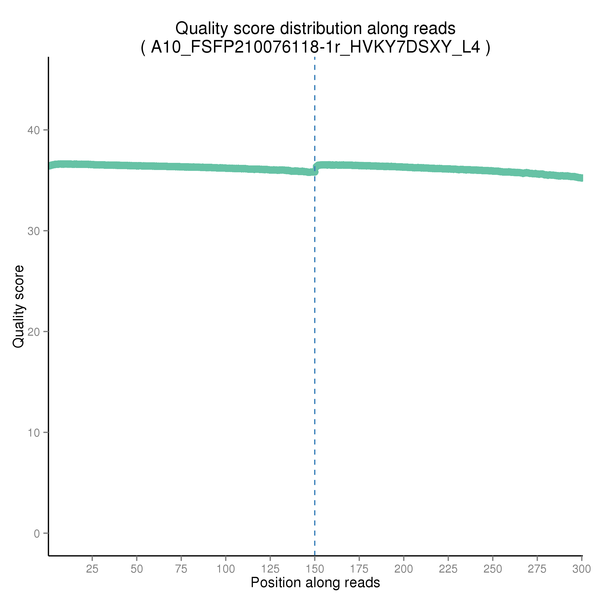 Quality score distribution along reads
( A10_FSFP210076118-1r_HVKY7DSXY_L4 )
Quality score
40
30
20
10
0
25 50 75 100 125 150 175 200 225 250 275 300
Position along reads